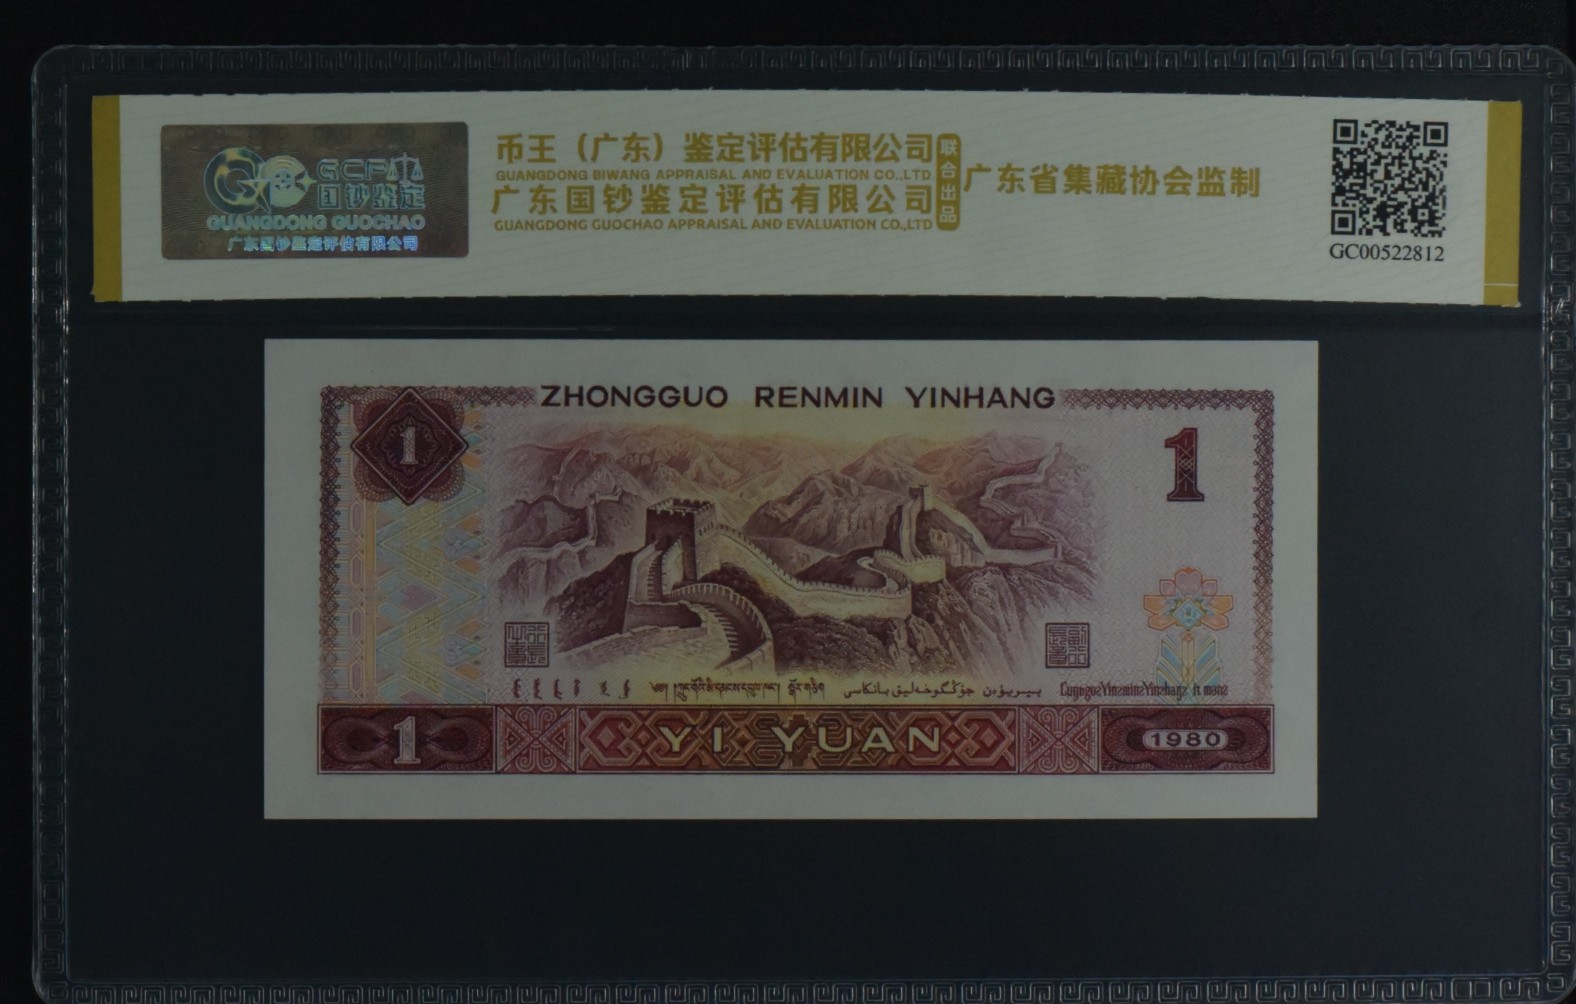 GCPA
国钞鉴定
GUANGDONG GUOCHAO
广东国钞鉴定评估有限公司
币王（广东）鉴定评估有限公司
GUANGDONG BIWANG APPRAISAL AND EVALUATION CO.,LTD
广东国钞鉴定评估有限公司
GUANGDONG GUOCHAO APPRAISAL AND EVALUATION CO.,LTD
联合出品
广东省集藏协会监制
GC00522812
ZHONGGUO RENMIN YINHANG
1
1
1
YI YUAN
1980